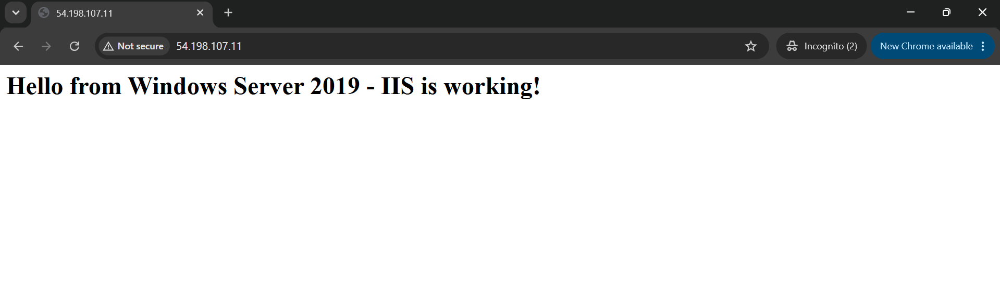 54.198.107.11
Not secure 54.198.107.11 Incognito (2) New Chrome available
Hello from Windows Server 2019 - IIS is working!